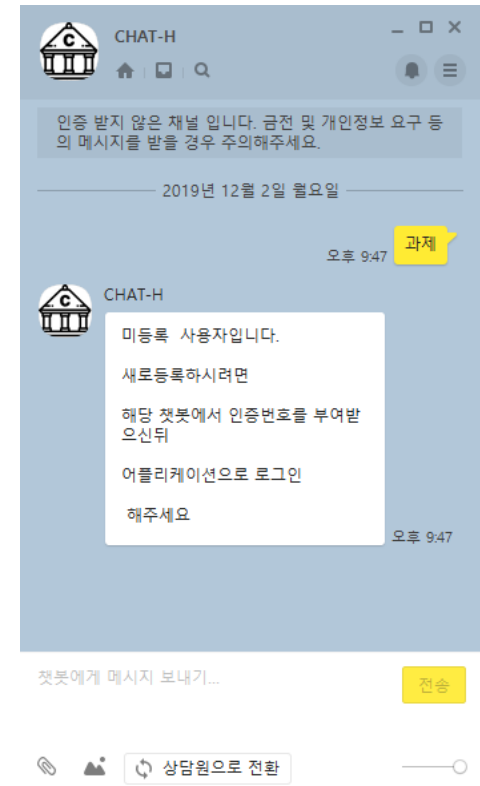 CHAT-H
인증 받지 않은 채널 입니다. 금전 및 개인정보 요구 등
의 메시지를 받을 경우 주의해주세요.
2019년 12월 2일 월요일
과제
오후 9:47
C
CHAT-H
미등록  사용자입니다.
새로등록하시려면
해당 챗봇에서 인증번호를 부여받
으신뒤
어플리케이션으로 로그인
해주세요
오후 9:47
챗봇에게 메시지 보내기...
전송
상담원으로 전환